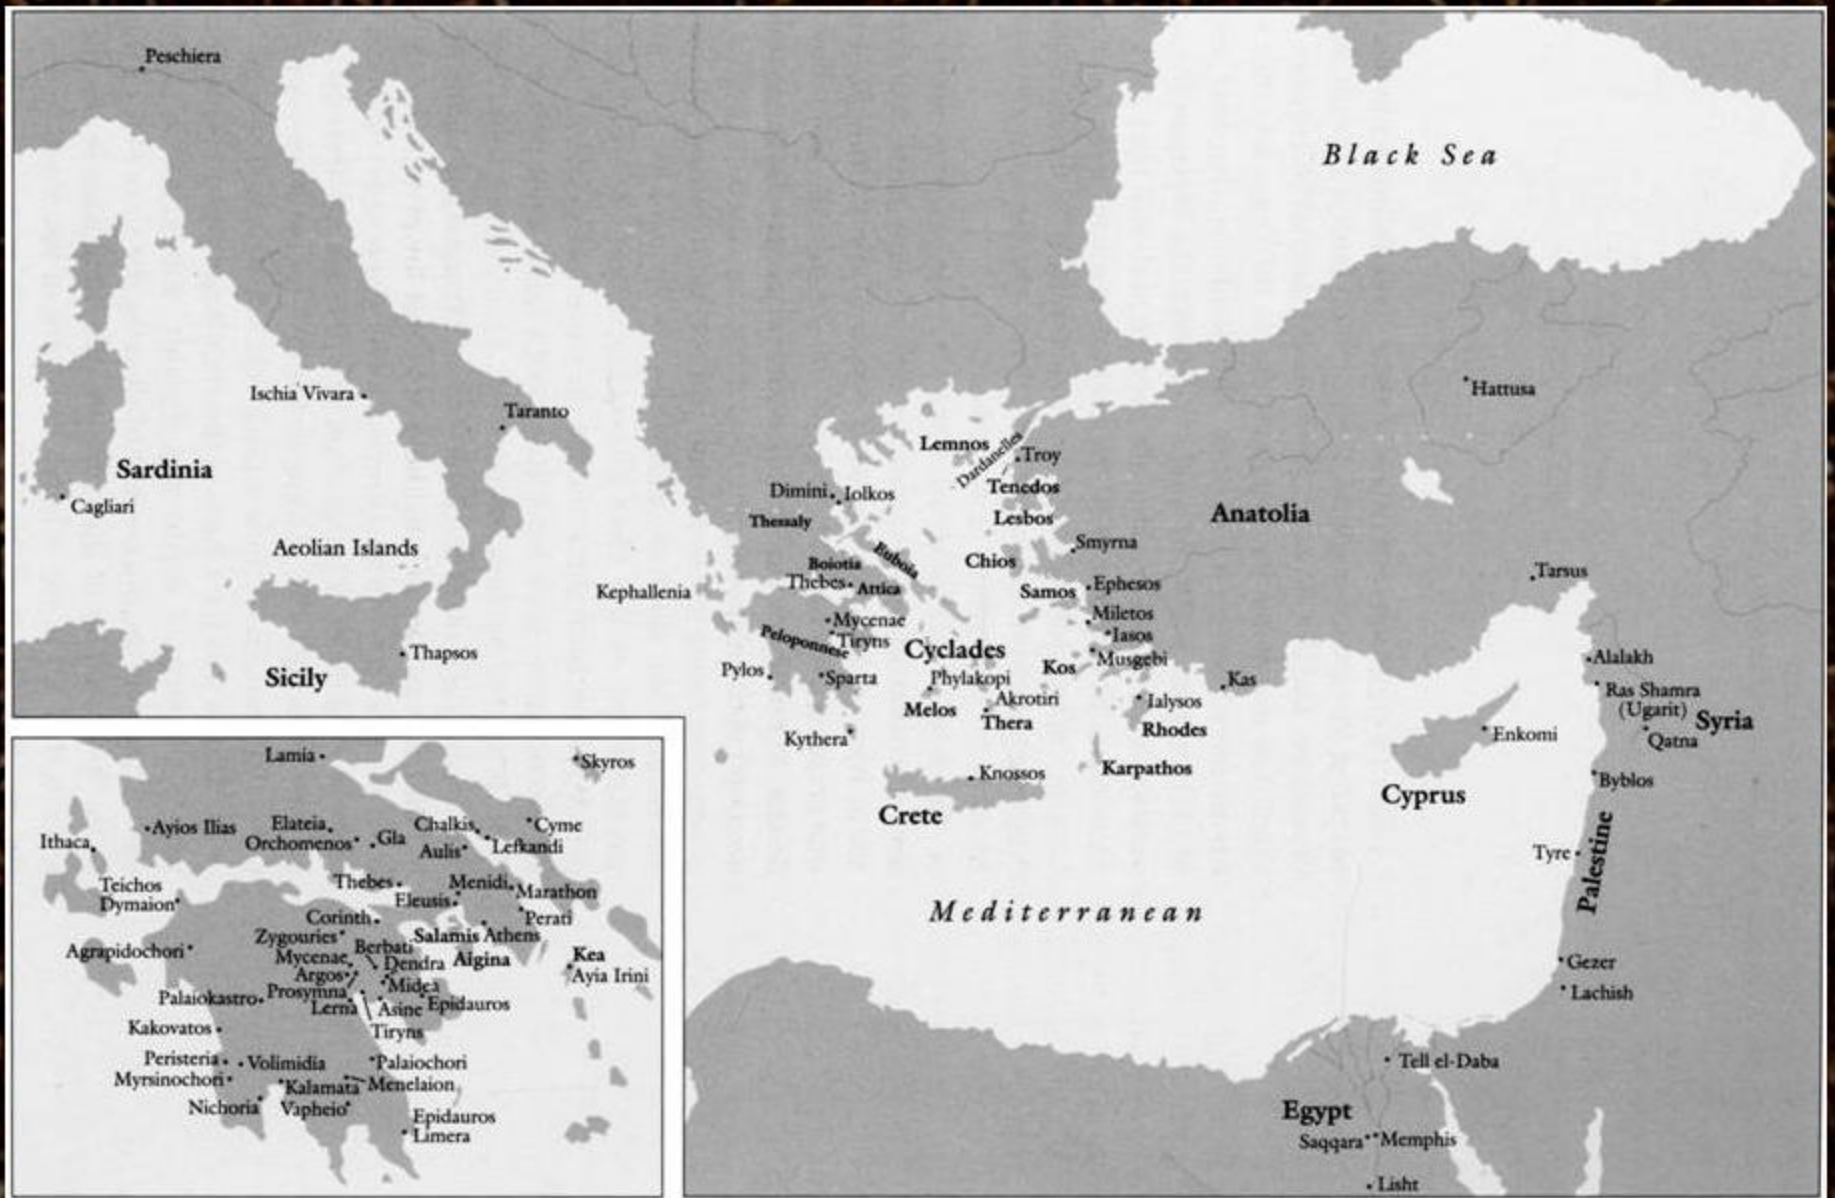 Peschiera
Black Sea
Hattusa
Ischia Vivara
Taranto
Lemnos
Dardanelles
Troy
Sardinia
Tenedos
Dimini
Iolkos
Cagliari
Anatolia
Thessaly
Lesbos
Smyrna
Aeolian Islands
Euboia
Chios
Boiotia
Tarsus
Thebes
Attica
Ephesos
Kephallenia
Samos
Miletos
Mycenae
Iasos
Peloponnese
Tiryns
Cyclades
Thapsos
Musgebi
Alalakh
Kos
Pylos
Sparta
Phylakopi
Sicily
Kas
Ras Shamra
(Ugarit)
Akrotiri
Ialysos
Melos
Thera
Syria
Rhodes
Kythera
Enkomi
Qatna
Knossos
Karpathos
Byblos
Cyprus
Crete
Palestine
Tyre
Mediterranean
Gezer
Lachish
Tell el-Daba
Egypt
Saqqara
Memphis
Lisht
Lamia
Skyros
Ayios Ilias
Elateia
Chalkis
Cyme
Ithaca
Orchomenos
Gla
Aulis
Lefkandi
Teichos
Dymaion
Thebes
Menidi
Marathon
Eleusis
Corinth
Perati
Zygouries
Salamis
Athens
Agrapidochori
Berbati
Mycenae
Dendra
Aigina
Kea
Ayia Irini
Argos
Midea
Prosymna
Palaiokastro
Lerna
Asine
Epidauros
Kakovatos
Tiryns
Peristeria
Volimidia
Palaiochori
Myrsinochori
Kalamata
Menelaion
Nichoria
Vapheio
Epidauros
Limera